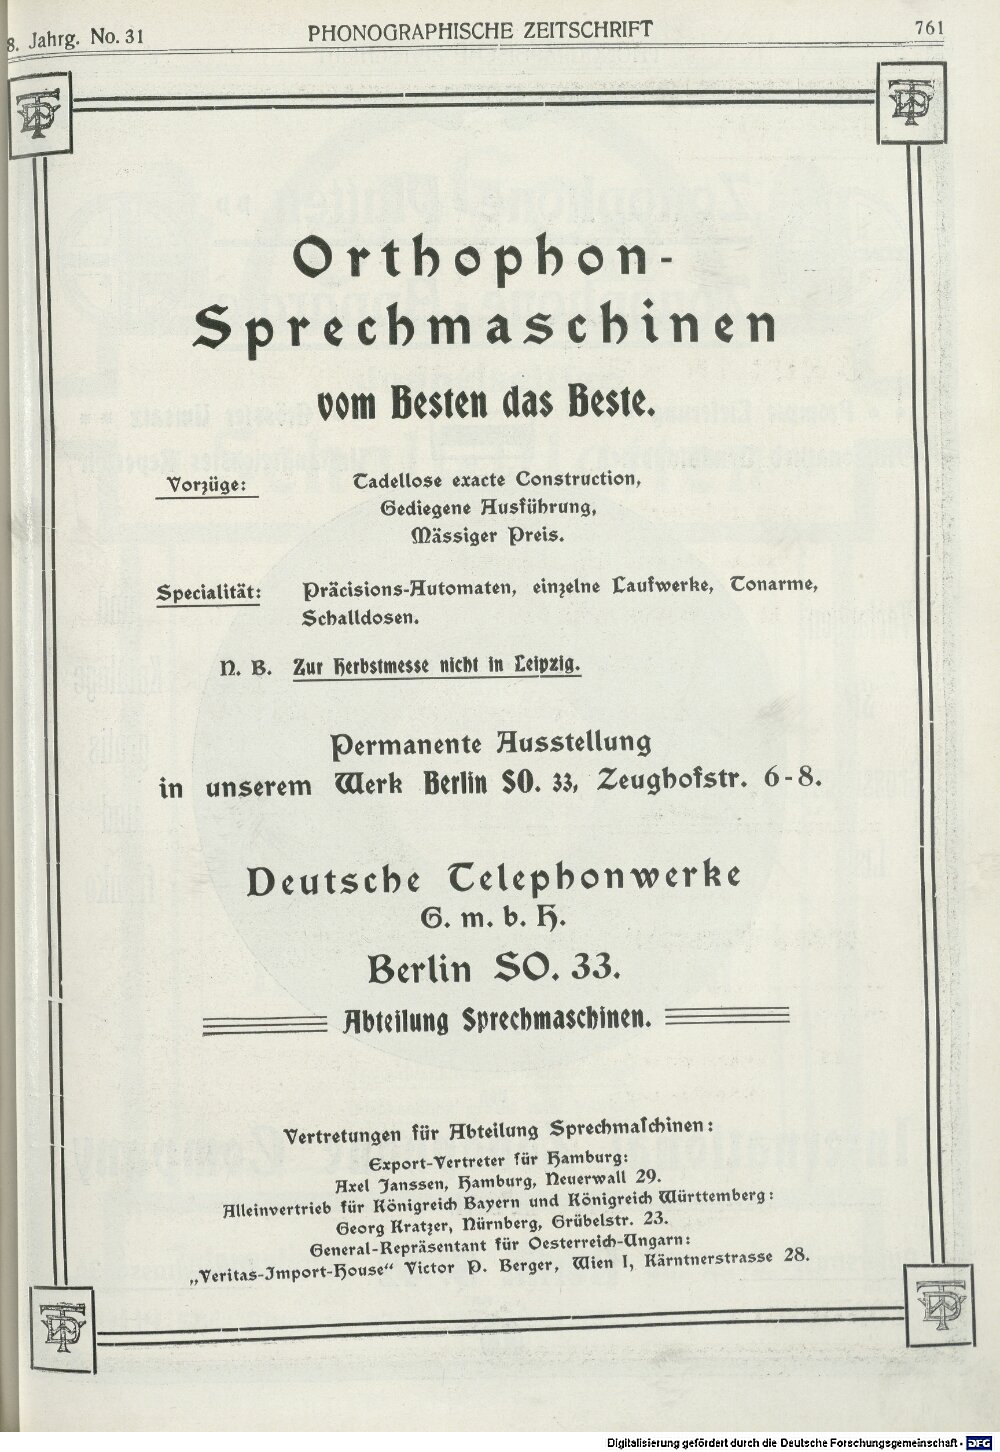 8. Jahrg. No. 31 PHONOGRAPHISCHE ZEITSCHRIFT 761
Orthophon-
Sprechmaschinen
vom Besten das Beste.
Vorzüge: Tadellose exacte Construction,
Gediegene Ausführung,
Mässiger Preis.
Specialität: Präcisions-Automaten, einzelne Laufwerke, Tonarme,
Schalldosen.
N. B. Zur Herbstmesse nicht in Leipzig.
Permanente Ausstellung
in unserem Werk Berlin SO. 33, Zeughofstr. 6-8.
Deutsche Telephonwerke
G. m. b. H.
Berlin SO. 33.
Abteilung Sprechmaschinen.
Vertretungen für Abteilung Sprechmaſchinen:
Export-Vertreter für Hamburg:
Axel Janssen, Hamburg, Neuerwall 29.
Alleinvertrieb für Königreich Bayern und Königreich Württemberg:
Georg Kratzer, Nürnberg, Grübelstr. 23.
General-Repräsentant für Oesterreich-Ungarn:
„Veritas-Import-House“ Victor P. Berger, Wien I, Kärntnerstrasse 28.
Digitalisierung gefördert durch die Deutsche Forschungsgemeinschaft - DFG